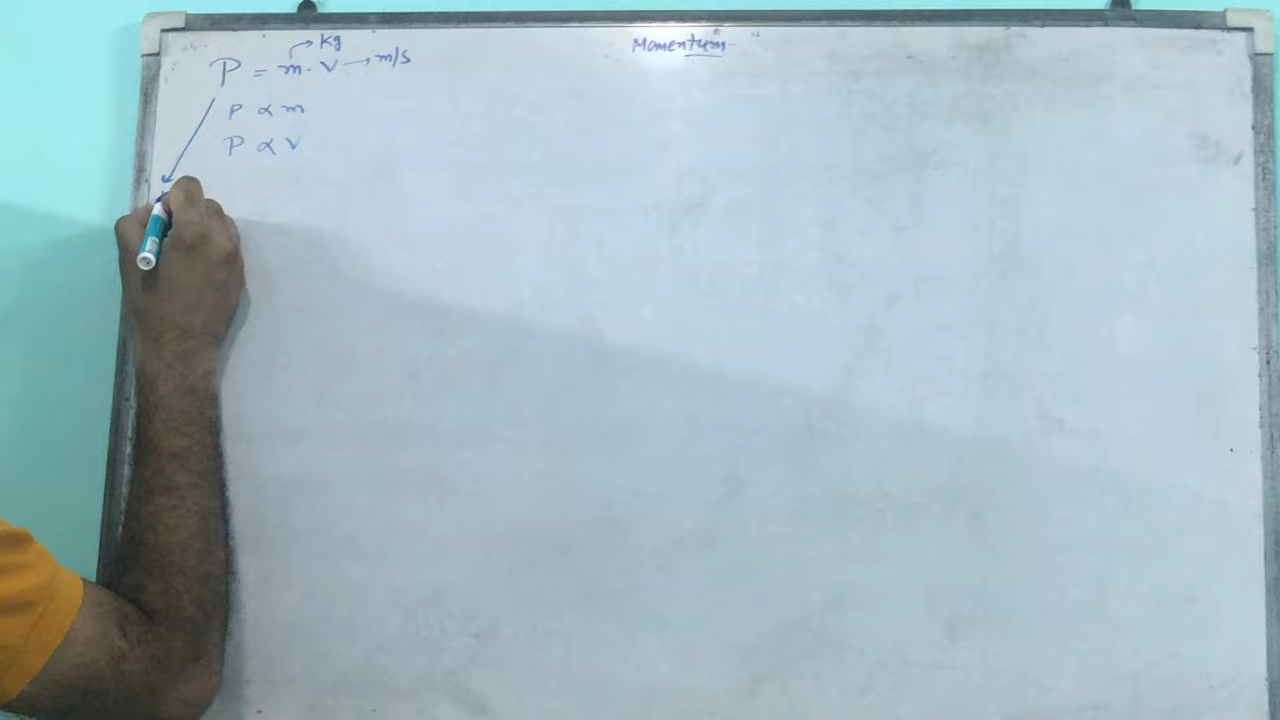 Momentum
→ kg
P = m · v → m/s
P ∝ m
P ∝ v